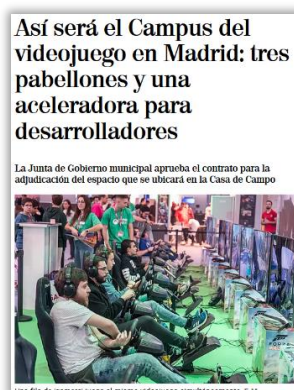 Así será el Campus del
videojuego en Madrid: tres
pabellones y una
aceleradora para
desarrolladores
La Junta de Gobierno municipal aprueba el contrato para la
adjudicación del espacio que se ubicará en la Casa de Campo